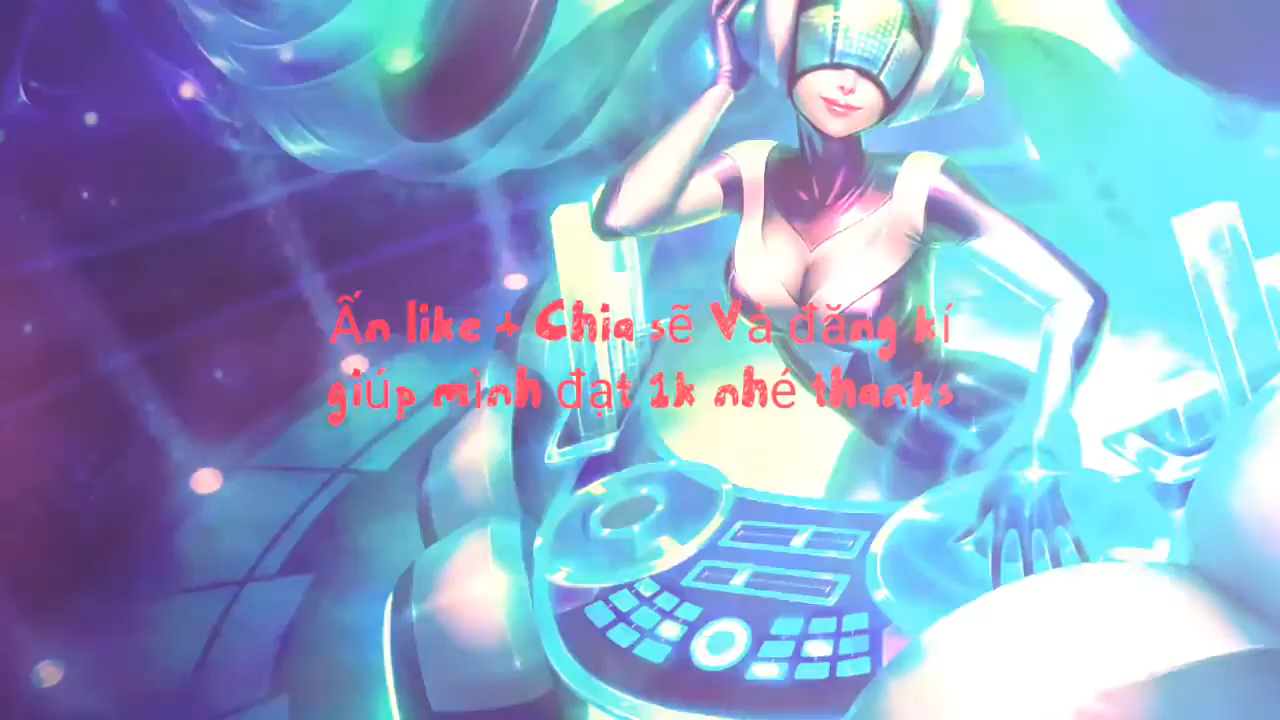 Ấn like + Chia sẽ Và đăng kí
giúp mình đạt 1k nhé thanks